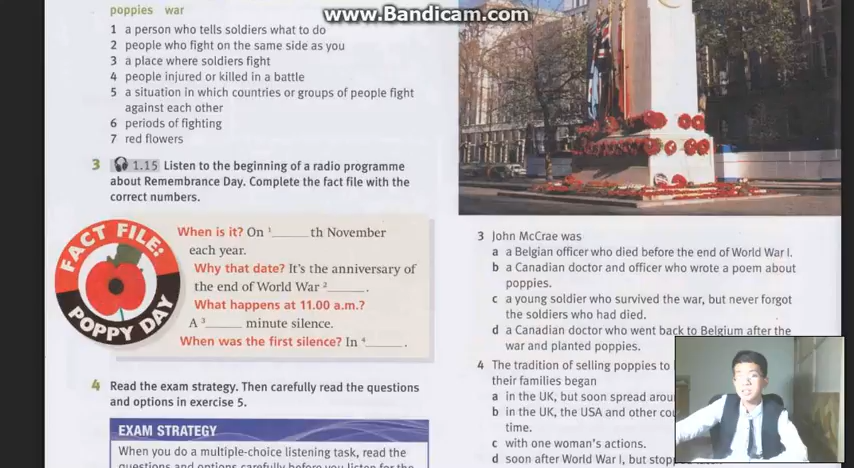 www.Bandicam.com
poppies war
1 a person who tells soldiers what to do
2 people who fight on the same side as you
3 a place where soldiers fight
4 people injured or killed in a battle
5 a situation in which countries or groups of people fight
against each other
6 periods of fighting
7 red flowers
3 1.15 Listen to the beginning of a radio programme
about Remembrance Day. Complete the fact file with the
correct numbers.
FACT FILE:
POPPY DAY
When is it? On ¹______ th November
each year.
Why that date? It's the anniversary of
the end of World War ²______.
What happens at 11.00 a.m.?
A ³______ minute silence.
When was the first silence? In ⁴______.
4 Read the exam strategy. Then carefully read the questions
and options in exercise 5.
EXAM STRATEGY
When you do a multiple-choice listening task, read the
questions and options carefully before you listen for the
3 John McCrae was
a a Belgian officer who died before the end of World War I.
b a Canadian doctor and officer who wrote a poem about
poppies.
c a young soldier who survived the war, but never forgot
the soldiers who had died.
d a Canadian doctor who went back to Belgium after the
war and planted poppies.
4 The tradition of selling poppies to
their families began
a in the UK, but soon spread
b in the UK, the USA and other
time.
c with one woman's actions.
d soon after World War I, but